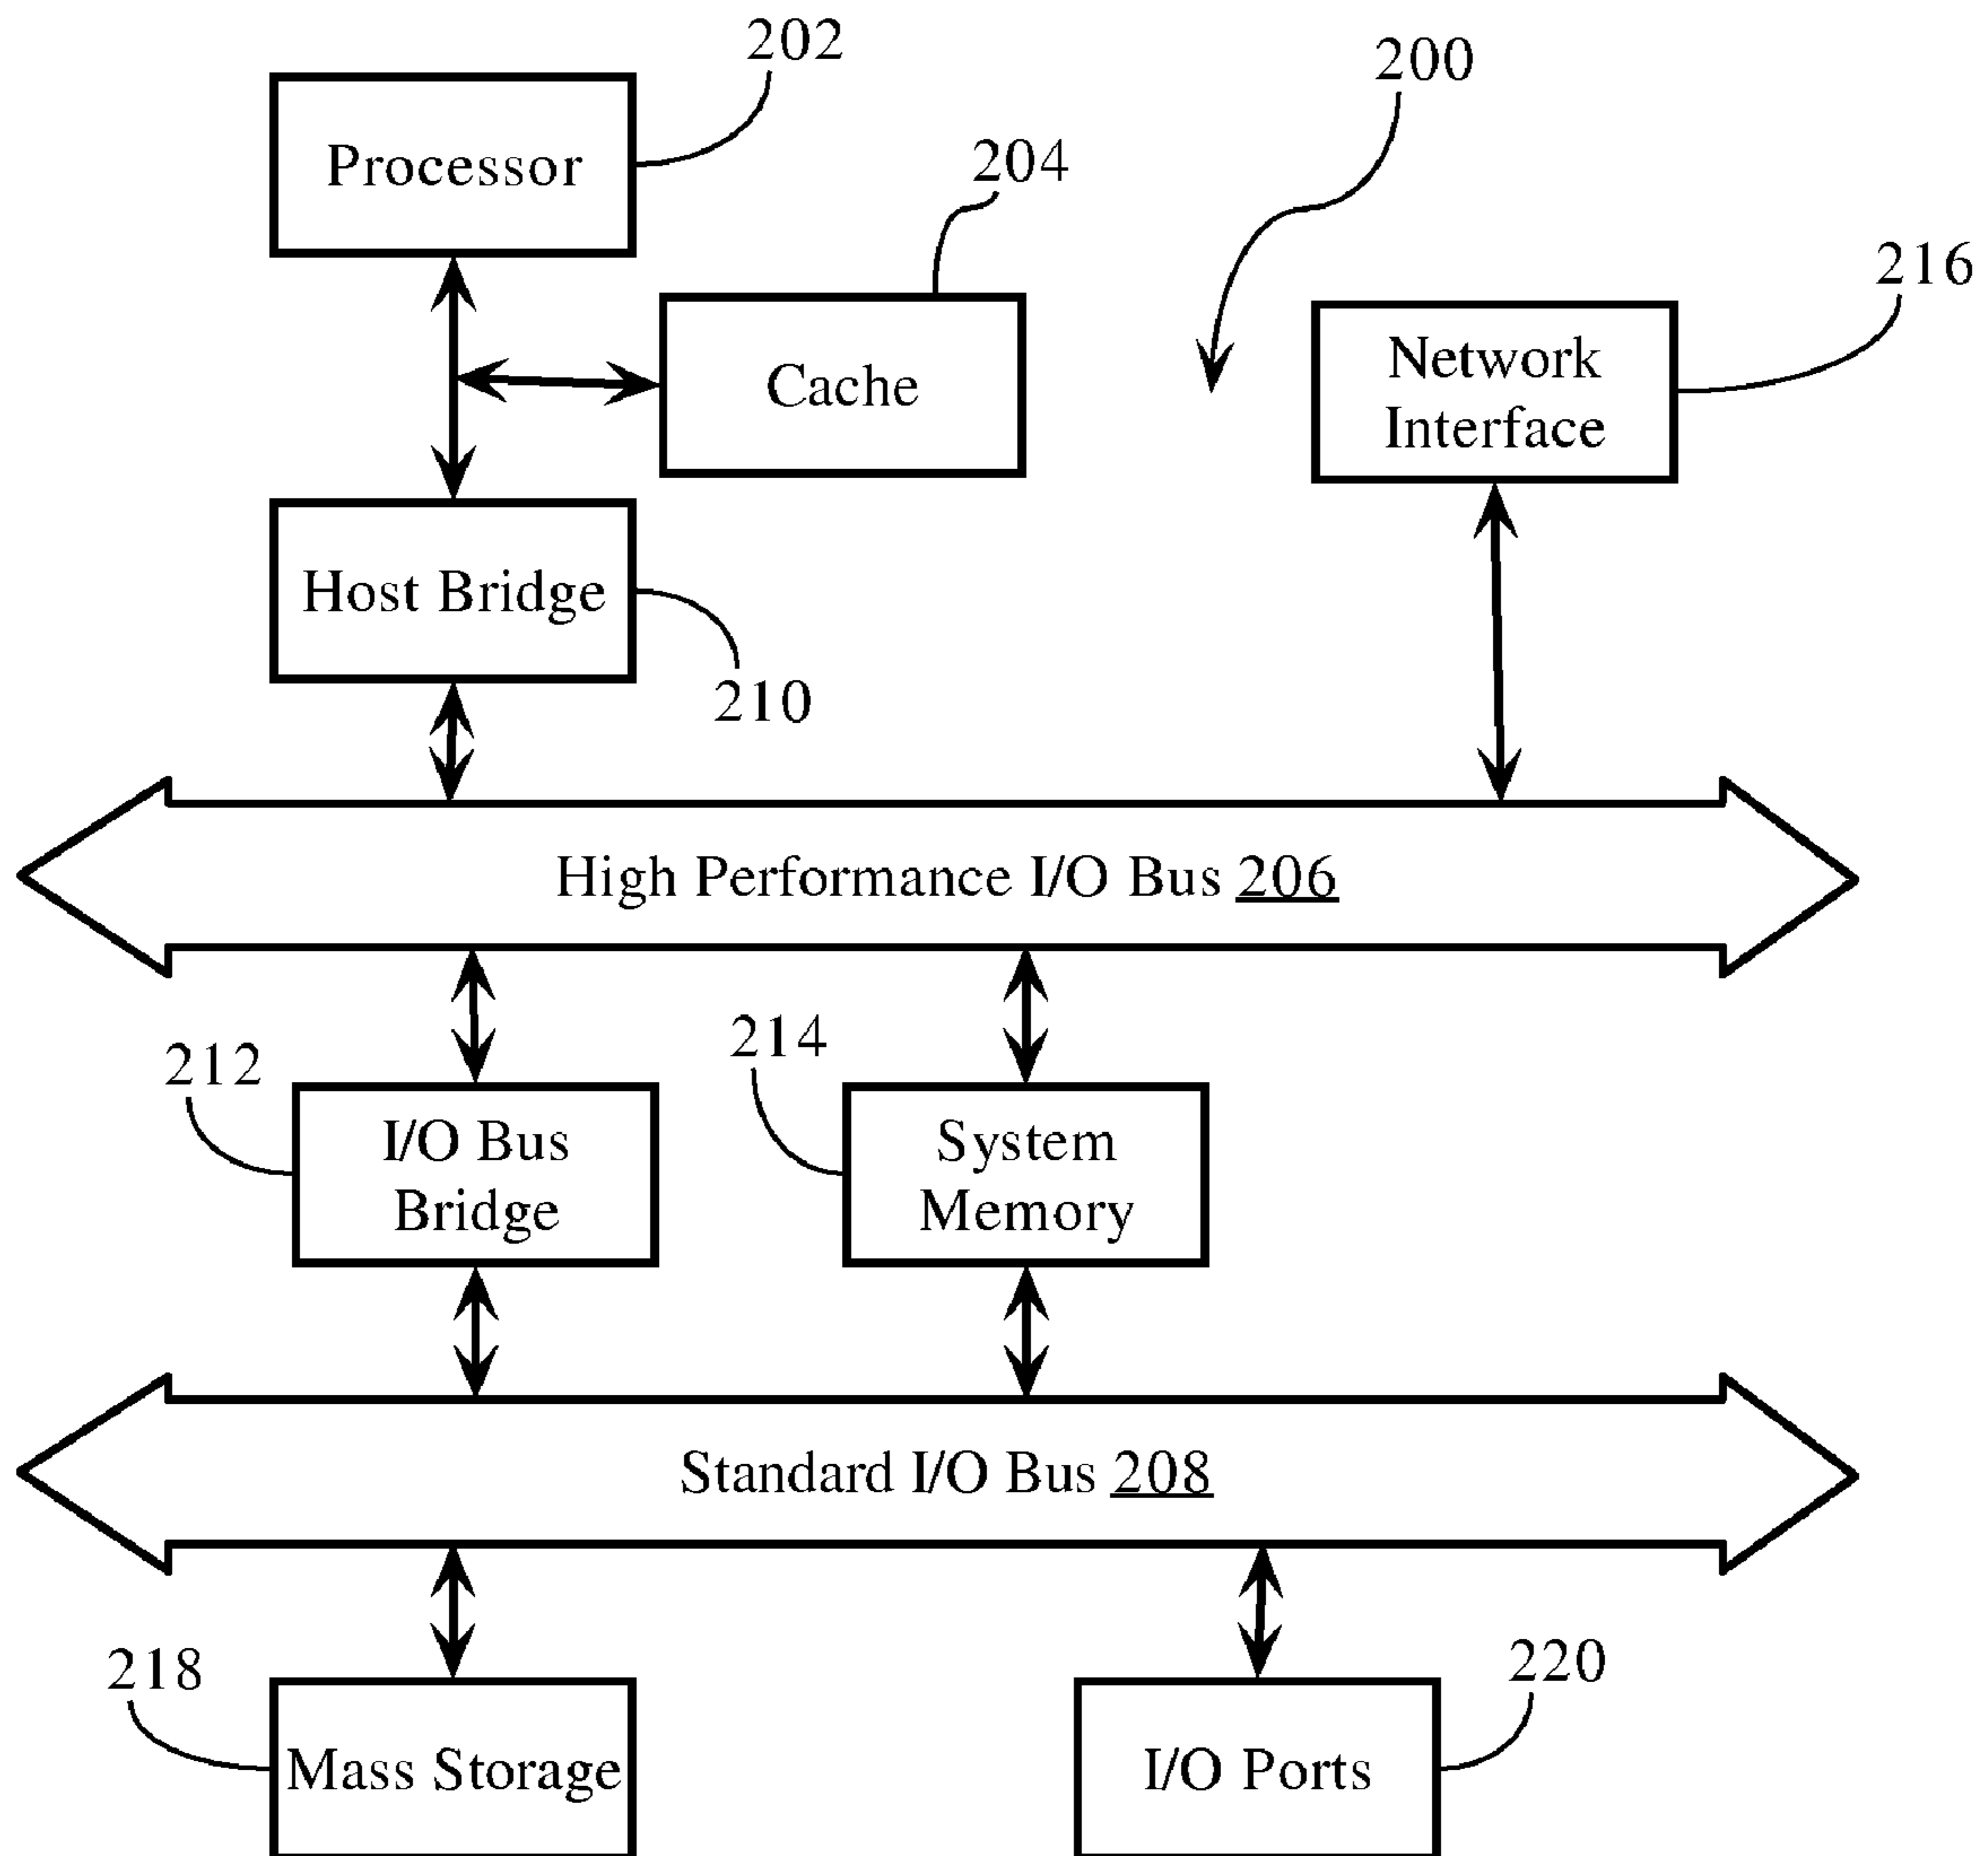 202
200
Processor
204
216
Network
Interface
Cache
Host Bridge
210
High Performance I/O Bus 206
212
214
I/O Bus
Bridge
System
Memory
Standard I/O Bus 208
218
220
Mass Storage
I/O Ports